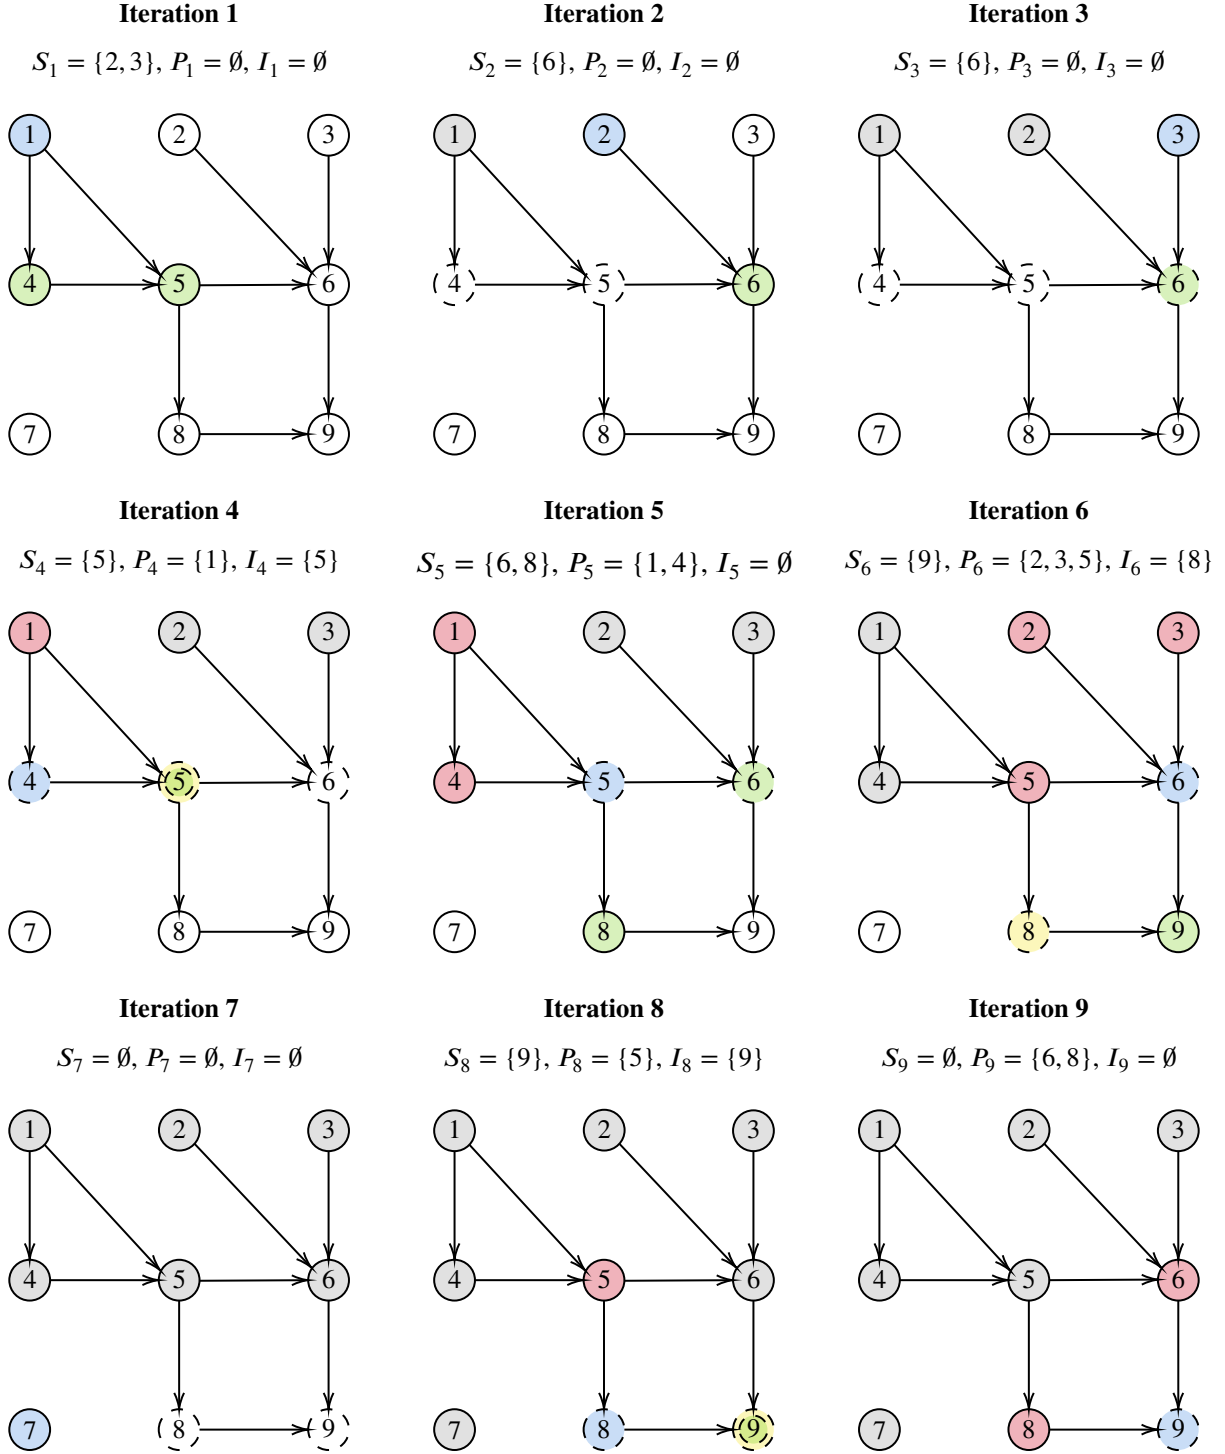 Iteration 1 Iteration 2 Iteration 3
S₁ = {2, 3}, P₁ = ∅, I₁ = ∅ S₂ = {6}, P₂ = ∅, I₂ = ∅ S₃ = {6}, P₃ = ∅, I₃ = ∅
1 2 3 1 2 3 1 2 3
4 5 6 4 5 6 4 5 6
7 8 9 7 8 9 7 8 9
Iteration 4 Iteration 5 Iteration 6
S₄ = {5}, P₄ = {1}, I₄ = {5} S₅ = {6, 8}, P₅ = {1, 4}, I₅ = ∅ S₆ = {9}, P₆ = {2, 3, 5}, I₆ = {8}
1 2 3 1 2 3 1 2 3
4 5 6 4 5 6 4 5 6
7 8 9 7 8 9 7 8 9
Iteration 7 Iteration 8 Iteration 9
S₇ = ∅, P₇ = ∅, I₇ = ∅ S₈ = {9}, P₈ = {5}, I₈ = {9} S₉ = ∅, P₉ = {6, 8}, I₉ = ∅
1 2 3 1 2 3 1 2 3
4 5 6 4 5 6 4 5 6
7 8 9 7 8 9 7 8 9